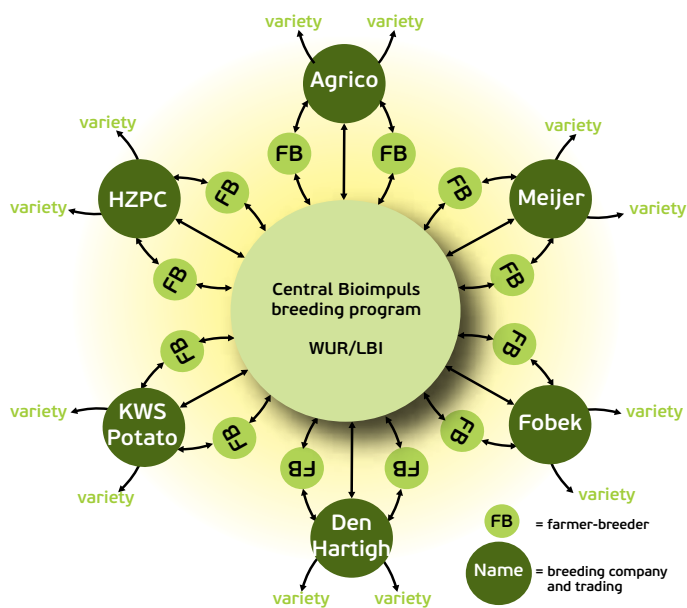 variety
variety
Agrico
FB
FB
variety
HZPC
variety
FB
FB
variety
Meijer
variety
FB
FB
Central Bioimpuls
breeding program
WUR/LBI
FB
FB
KWS
Potato
variety
variety
FB
FB
Fobek
variety
variety
FB
FB
Den
Hartigh
variety
variety
FB
= farmer-breeder
Name
= breeding company
and trading